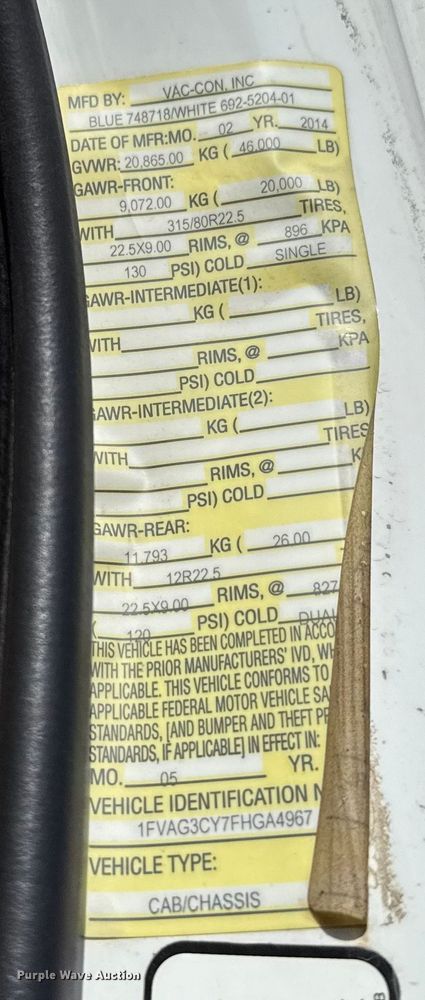 MFD BY: VAC-CON, INC
BLUE 748718/WHITE 692-5204-01
DATE OF MFR:MO. 02 YR. 2014
GVWR: 20,865.00 KG ( 46,000 LB)
GAWR-FRONT:
9,072.00 KG ( 20,000 LB)
WITH 315/80R22.5 TIRES,
22.5X9.00 RIMS, @ 896 KPA
130 PSI) COLD SINGLE
GAWR-INTERMEDIATE(1):
KG ( LB)
WITH TIRES,
RIMS, @ KPA
PSI) COLD
GAWR-INTERMEDIATE(2):
KG ( LB)
WITH TIRES
RIMS, @ K
PSI) COLD
GAWR-REAR:
11,793 KG ( 26,00
WITH 12R22.5
22.5X9.00 RIMS, @ 827
( 120 PSI) COLD DUAL
THIS VEHICLE HAS BEEN COMPLETED IN ACCO
WITH THE PRIOR MANUFACTURERS' IVD, WH
APPLICABLE. THIS VEHICLE CONFORMS TO
APPLICABLE FEDERAL MOTOR VEHICLE SA
STANDARDS, [AND BUMPER AND THEFT PR
STANDARDS, IF APPLICABLE] IN EFFECT IN:
MO. 05 YR.
VEHICLE IDENTIFICATION N
1FVAG3CY7FHGA4967
VEHICLE TYPE:
CAB/CHASSIS
Purple Wave Auction